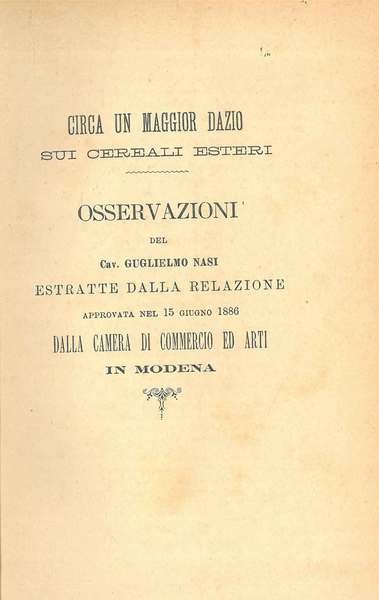 CIRCA UN MAGGIOR DAZIO
SUI CEREALI ESTERI
OSSERVAZIONI
DEL
CAV. GUGLIELMO NASI
ESTRATTE DALLA RELAZIONE
APPROVATA NEL 15 GIUGNO 1886
DALLA CAMERA DI COMMERCIO ED ARTI
IN MODENA